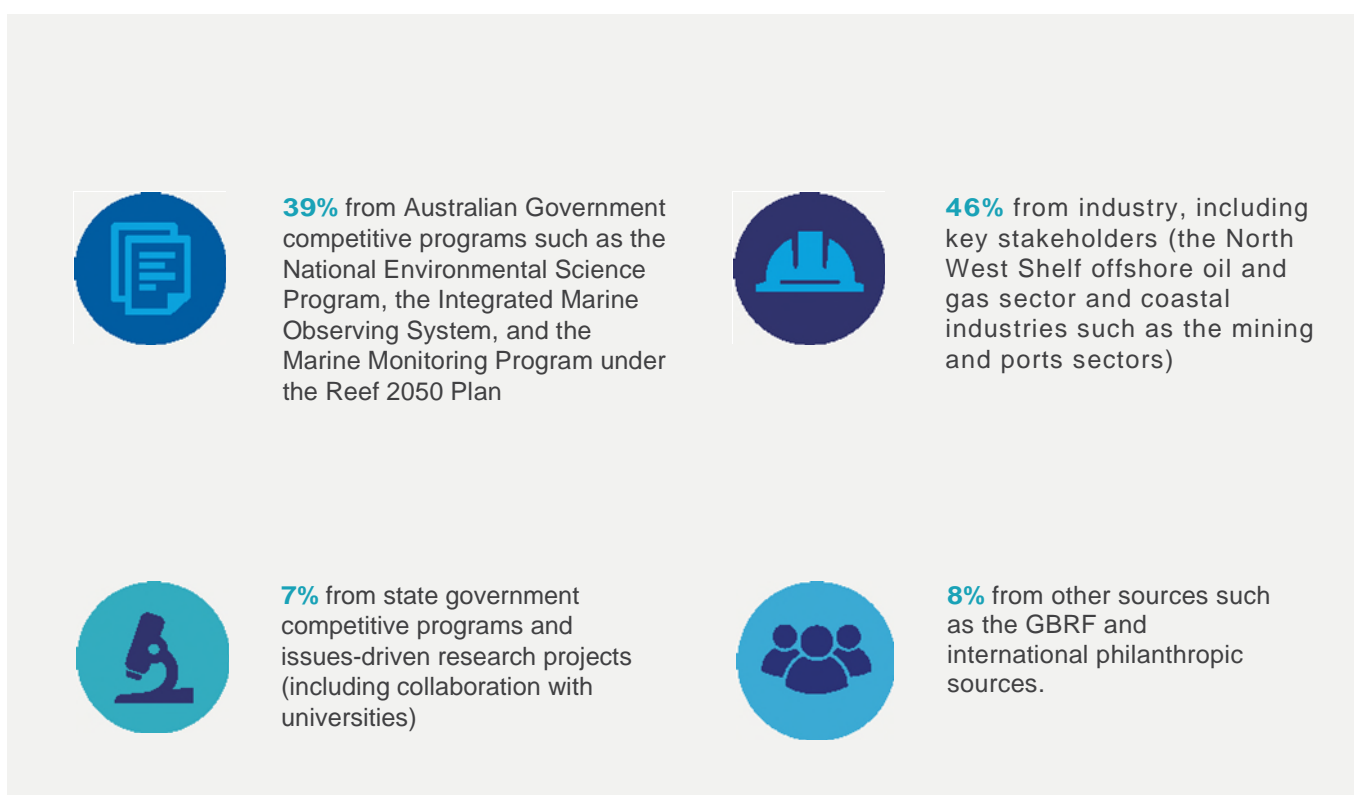 39% from Australian Government
competitive programs such as the
National Environmental Science
Program, the Integrated Marine
Observing System, and the
Marine Monitoring Program under
the Reef 2050 Plan
46% from industry, including
key stakeholders (the North
West Shelf offshore oil and
gas sector and coastal
industries such as the mining
and ports sectors)
7% from state government
competitive programs and
issues-driven research projects
(including collaboration with
universities)
8% from other sources such
as the GBRF and
international philanthropic
sources.